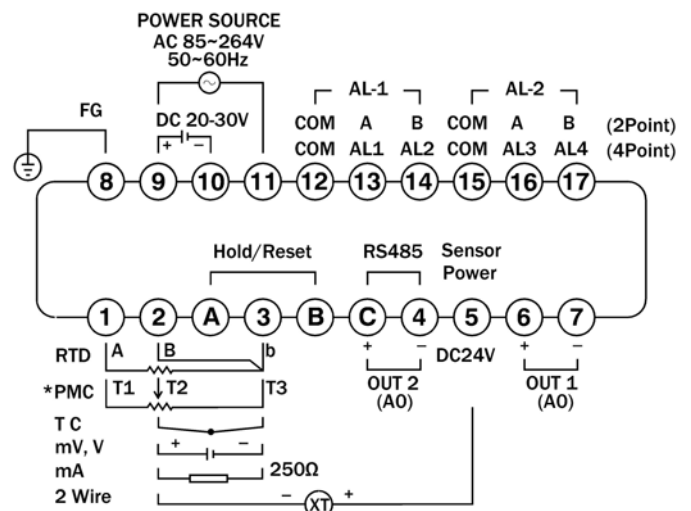 POWER SOURCE
AC 85~264V
50~60Hz
AL-1 AL-2
FG
DC 20-30V
COM A B COM A B (2Point)
+ −
COM AL1 AL2 COM AL3 AL4 (4Point)
8 9 10 11 12 13 14 15 16 17
Hold/Reset RS485 Sensor
Power
1 2 A 3 B C 4 5 6 7
RTD A B b + − DC24V + −
*PMC T1 T2 T3 OUT 2 OUT 1
(AO) (AO)
T C
mV, V + −
mA 250Ω
2 Wire − XT +